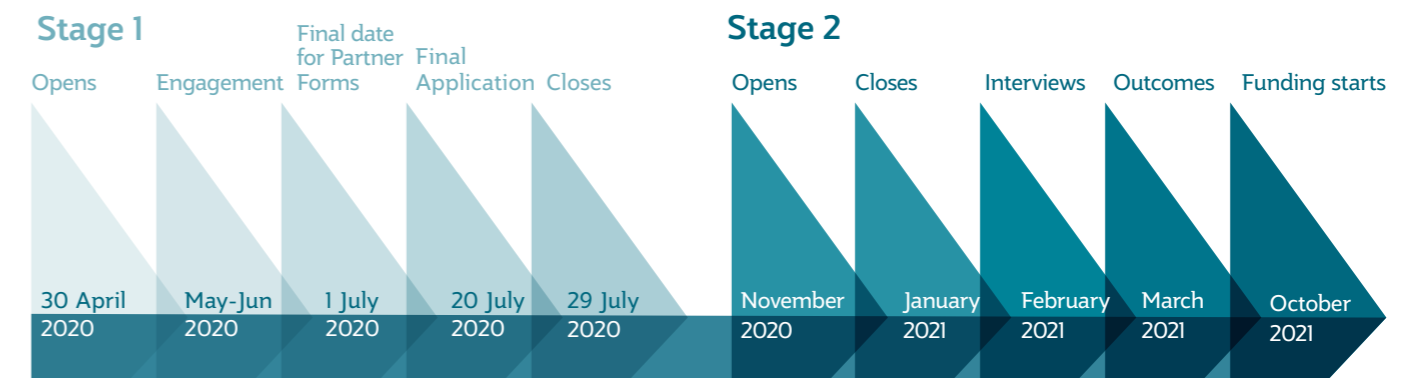 Stage 1
Opens
Engagement
Final date
for Partner
Forms
Final
Application
Closes
30 April
2020
May-Jun
2020
1 July
2020
20 July
2020
29 July
2020
Stage 2
Opens
Closes
Interviews
Outcomes
Funding starts
November
2020
January
2021
February
2021
March
2021
October
2021